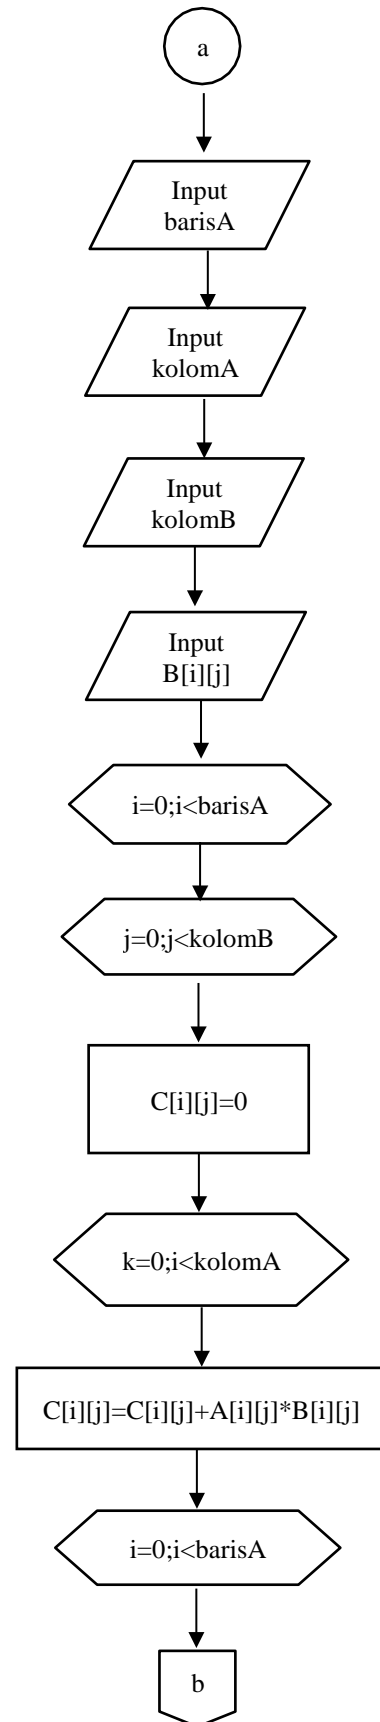 a
Input
barisA
Input
kolomA
Input
kolomB
Input
B[i][j]
i=0;i<barisA
j=0;j<kolomB
C[i][j]=0
k=0;i<kolomA
C[i][j]=C[i][j]+A[i][j]*B[i][j]
i=0;i<barisA
b